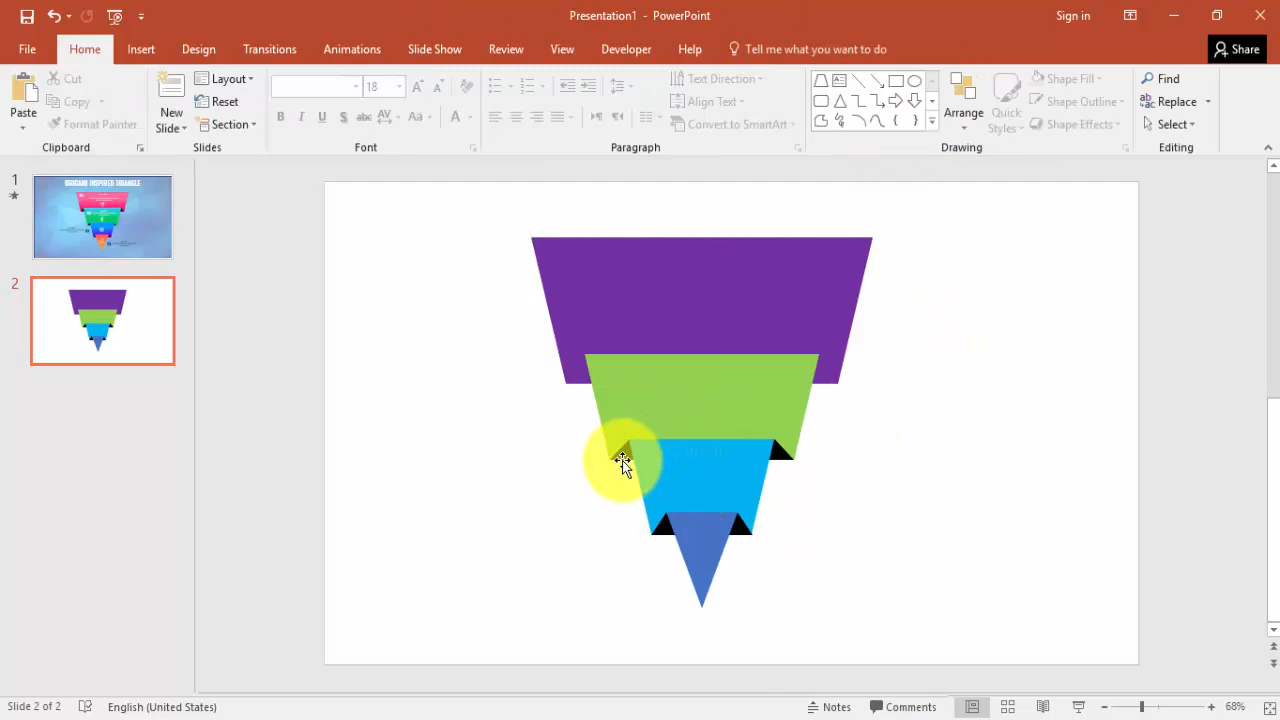 Presentation1 - PowerPoint
Sign in
File Home Insert Design Transitions Animations Slide Show Review View Developer Help Tell me what you want to do Share
Paste
Cut
Copy
Format Painter
Clipboard
New Slide
Layout
Reset
Section
Slides
18
B I U S abc AV Aa A
Font
Text Direction
Align Text
Convert to SmartArt
Paragraph
Arrange
Quick Styles
Shape Fill
Shape Outline
Shape Effects
Drawing
Find
Replace
Select
Editing
1
ORIGAMI INSPIRED TRIANGLE
2
Slide 2 of 2 English (United States) Notes Comments 68%